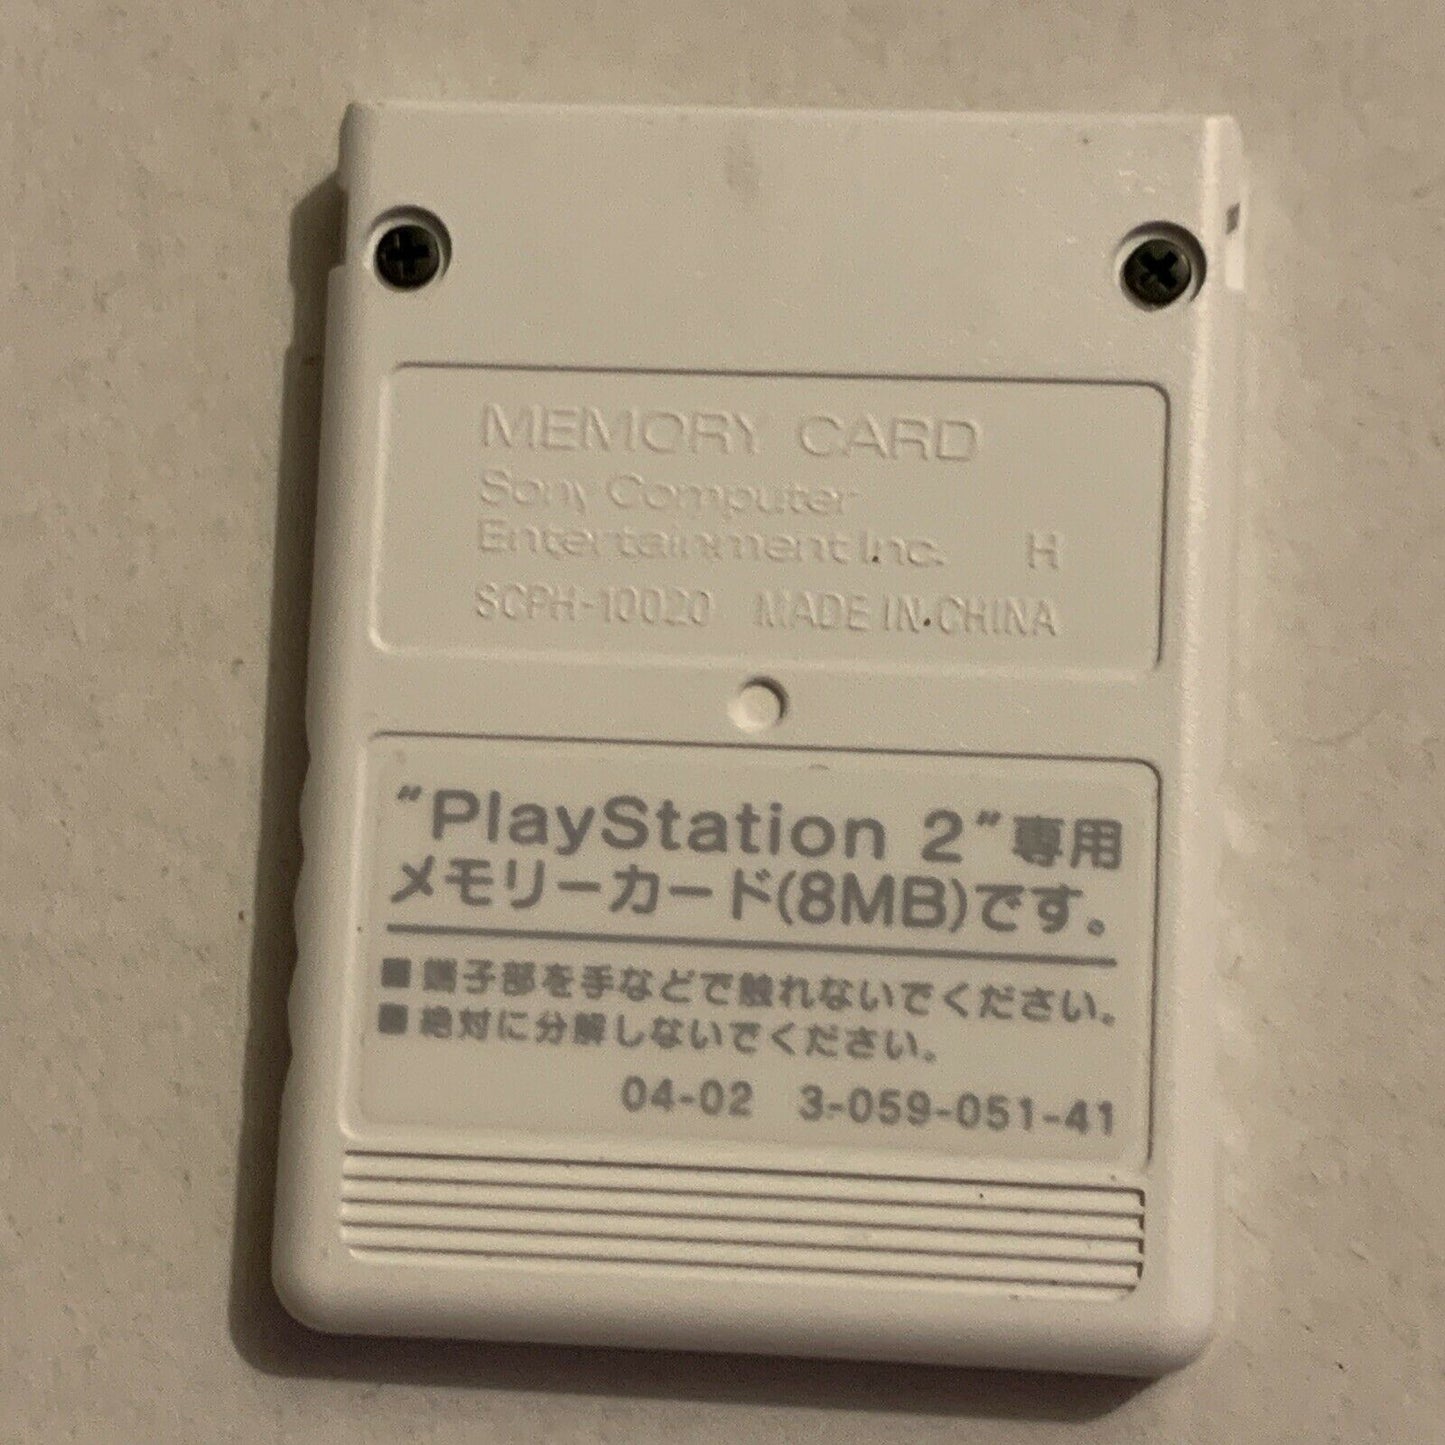 MEMORY CARD
Sony Computer
Entertainment Inc. H
SCPH-10020 MADE IN CHINA
“PlayStation 2”専用
メモリーカード(8MB)です。
■端子部を手などで触れないでください。
■絶対に分解しないでください。
04-02 3-059-051-41